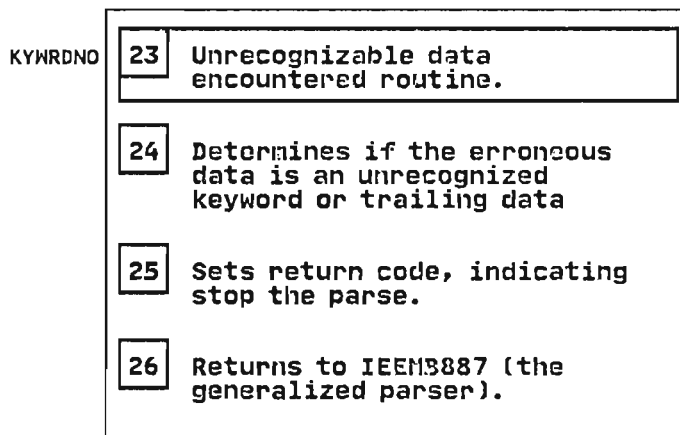 KYWRDNO 23 Unrecognizable data
encountered routine.
24 Determines if the erroneous
data is an unrecognized
keyword or trailing data
25 Sets return code, indicating
stop the parse.
26 Returns to IEEMB887 (the
generalized parser).